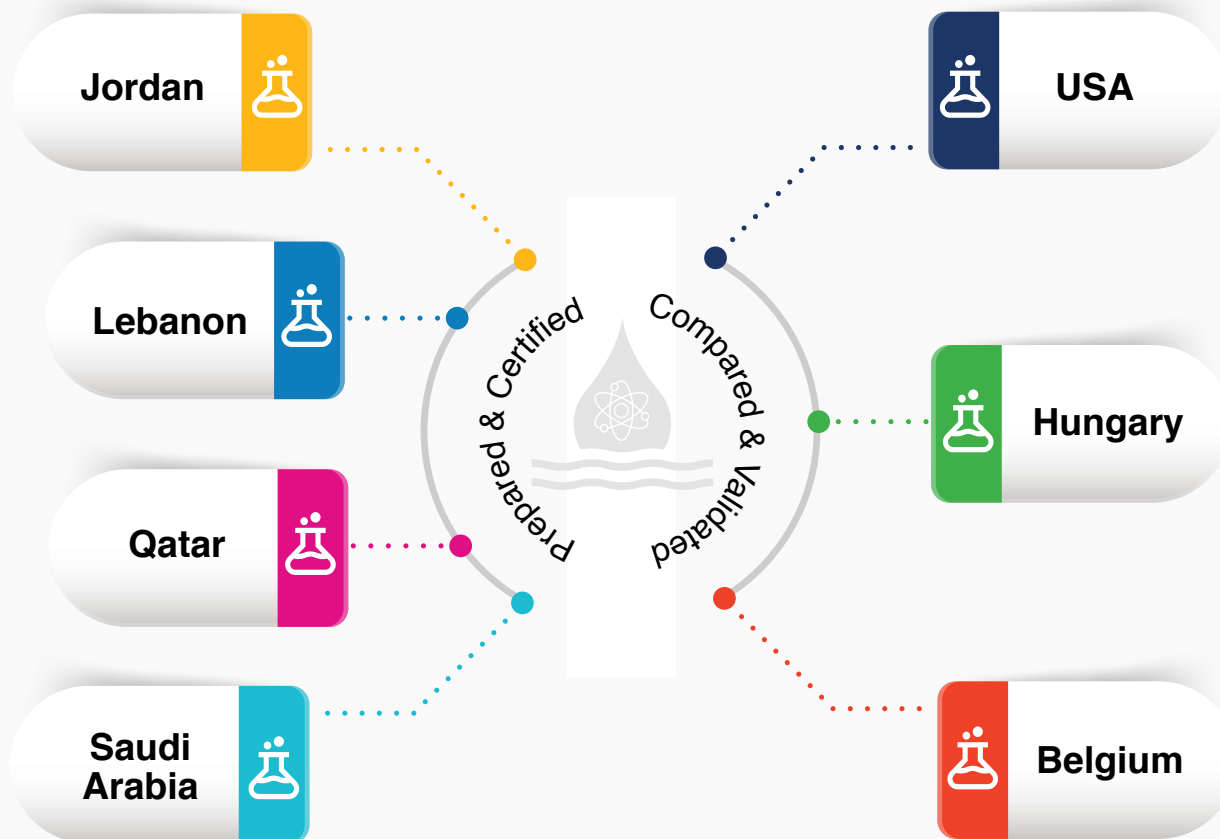 Jordan
Lebanon
Qatar
Saudi
Arabia
Prepared & Certified
Compared & Validated
USA
Hungary
Belgium